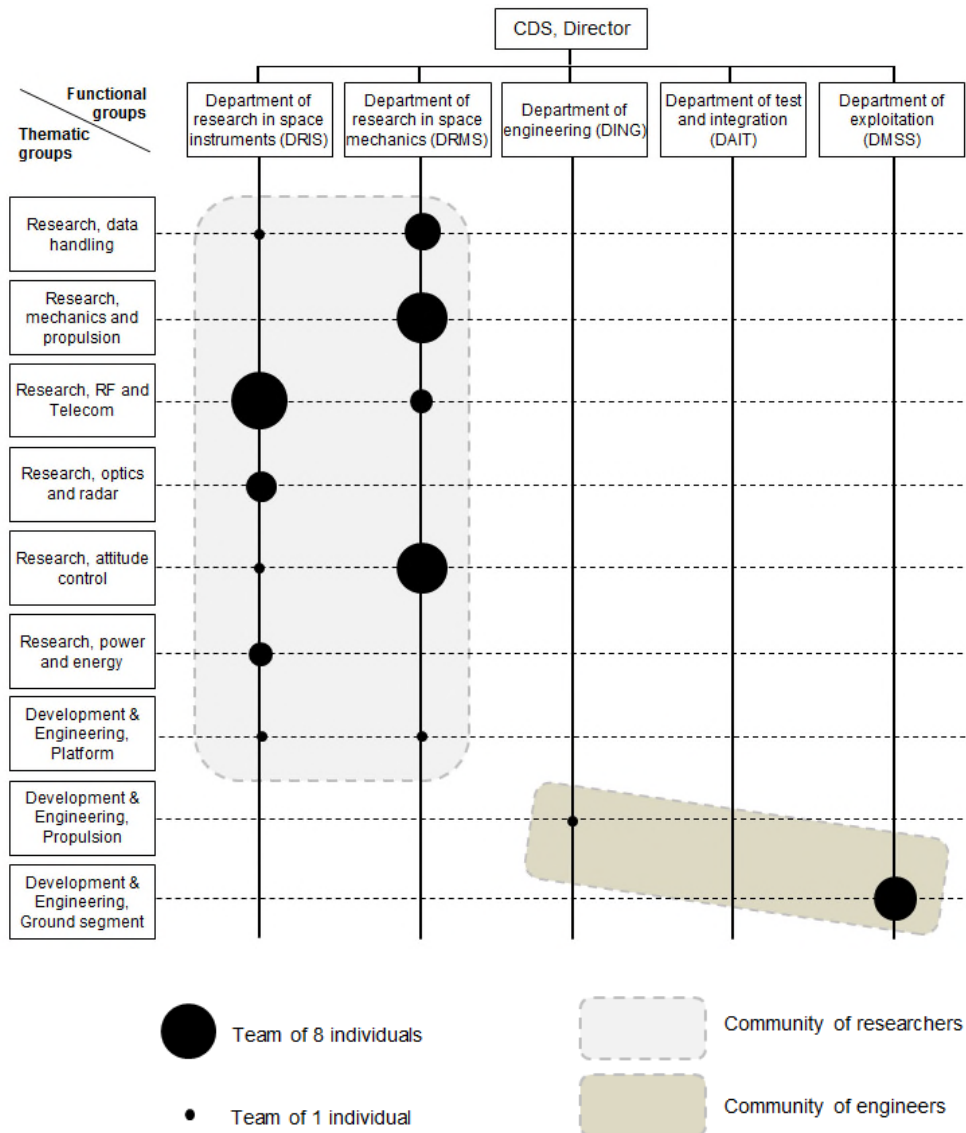 CDS, Director
Functional
groups
Thematic
groups
Department of
research in space
instruments (DRIS)
Department of
research in space
mechanics (DRMS)
Department of
engineering (DING)
Department of test
and integration
(DAIT)
Department of
exploitation
(DMSS)
Research, data
handling
Research,
mechanics and
propulsion
Research, RF and
Telecom
Research, optics
and radar
Research, attitude
control
Research, power
and energy
Development &
Engineering,
Platform
Development &
Engineering,
Propulsion
Development &
Engineering,
Ground segment
Team of 8 individuals
Community of researchers
Team of 1 individual
Community of engineers